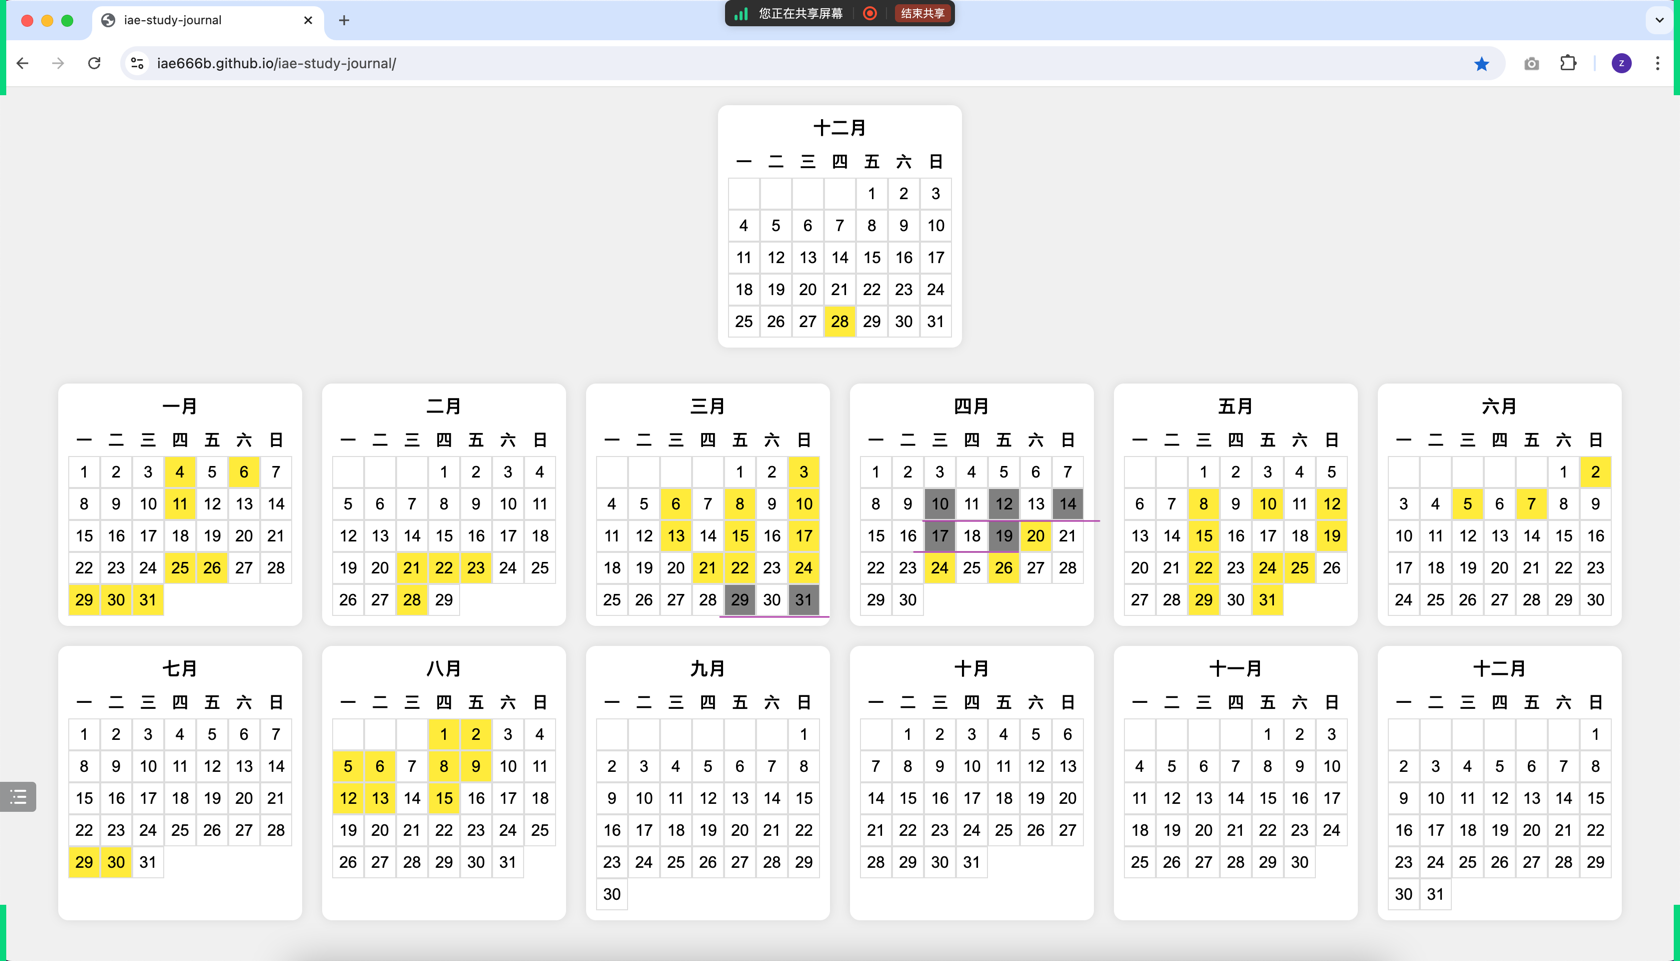 iae-study-journal
您正在共享屏幕
结束共享
iae666b.github.io/iae-study-journal/
z
十二月
一 二 三 四 五 六 日
1 2 3
4 5 6 7 8 9 10
11 12 13 14 15 16 17
18 19 20 21 22 23 24
25 26 27 28 29 30 31
一月
一 二 三 四 五 六 日
1 2 3 4 5 6 7
8 9 10 11 12 13 14
15 16 17 18 19 20 21
22 23 24 25 26 27 28
29 30 31
二月
一 二 三 四 五 六 日
1 2 3 4
5 6 7 8 9 10 11
12 13 14 15 16 17 18
19 20 21 22 23 24 25
26 27 28 29
三月
一 二 三 四 五 六 日
1 2 3
4 5 6 7 8 9 10
11 12 13 14 15 16 17
18 19 20 21 22 23 24
25 26 27 28 29 30 31
四月
一 二 三 四 五 六 日
1 2 3 4 5 6 7
8 9 10 11 12 13 14
15 16 17 18 19 20 21
22 23 24 25 26 27 28
29 30
五月
一 二 三 四 五 六 日
1 2 3 4 5
6 7 8 9 10 11 12
13 14 15 16 17 18 19
20 21 22 23 24 25 26
27 28 29 30 31
六月
一 二 三 四 五 六 日
1 2
3 4 5 6 7 8 9
10 11 12 13 14 15 16
17 18 19 20 21 22 23
24 25 26 27 28 29 30
七月
一 二 三 四 五 六 日
1 2 3 4 5 6 7
8 9 10 11 12 13 14
15 16 17 18 19 20 21
22 23 24 25 26 27 28
29 30 31
八月
一 二 三 四 五 六 日
1 2 3 4
5 6 7 8 9 10 11
12 13 14 15 16 17 18
19 20 21 22 23 24 25
26 27 28 29 30 31
九月
一 二 三 四 五 六 日
1
2 3 4 5 6 7 8
9 10 11 12 13 14 15
16 17 18 19 20 21 22
23 24 25 26 27 28 29
30
十月
一 二 三 四 五 六 日
1 2 3 4 5 6
7 8 9 10 11 12 13
14 15 16 17 18 19 20
21 22 23 24 25 26 27
28 29 30 31
十一月
一 二 三 四 五 六 日
1 2 3
4 5 6 7 8 9 10
11 12 13 14 15 16 17
18 19 20 21 22 23 24
25 26 27 28 29 30
十二月
一 二 三 四 五 六 日
1
2 3 4 5 6 7 8
9 10 11 12 13 14 15
16 17 18 19 20 21 22
23 24 25 26 27 28 29
30 31